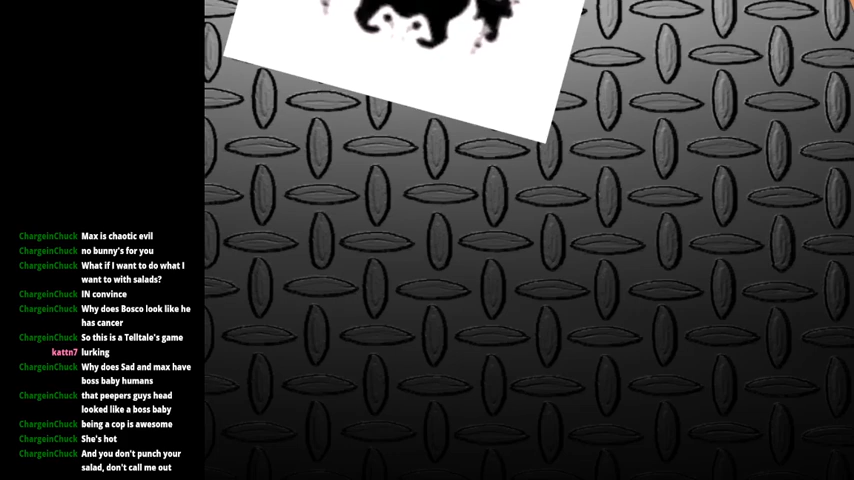 ChargeinChuck Max is chaotic evil
ChargeinChuck no bunny's for you
ChargeinChuck What if I want to do what I
want to with salads?
ChargeinChuck IN convince
ChargeinChuck Why does Bosco look like he
has cancer
ChargeinChuck So this is a Telltale's game
kattn7 lurking
ChargeinChuck Why does Sad and max have
boss baby humans
ChargeinChuck that peepers guys head
looked like a boss baby
ChargeinChuck being a cop is awesome
ChargeinChuck She's hot
ChargeinChuck And you don't punch your
salad, don't call me out